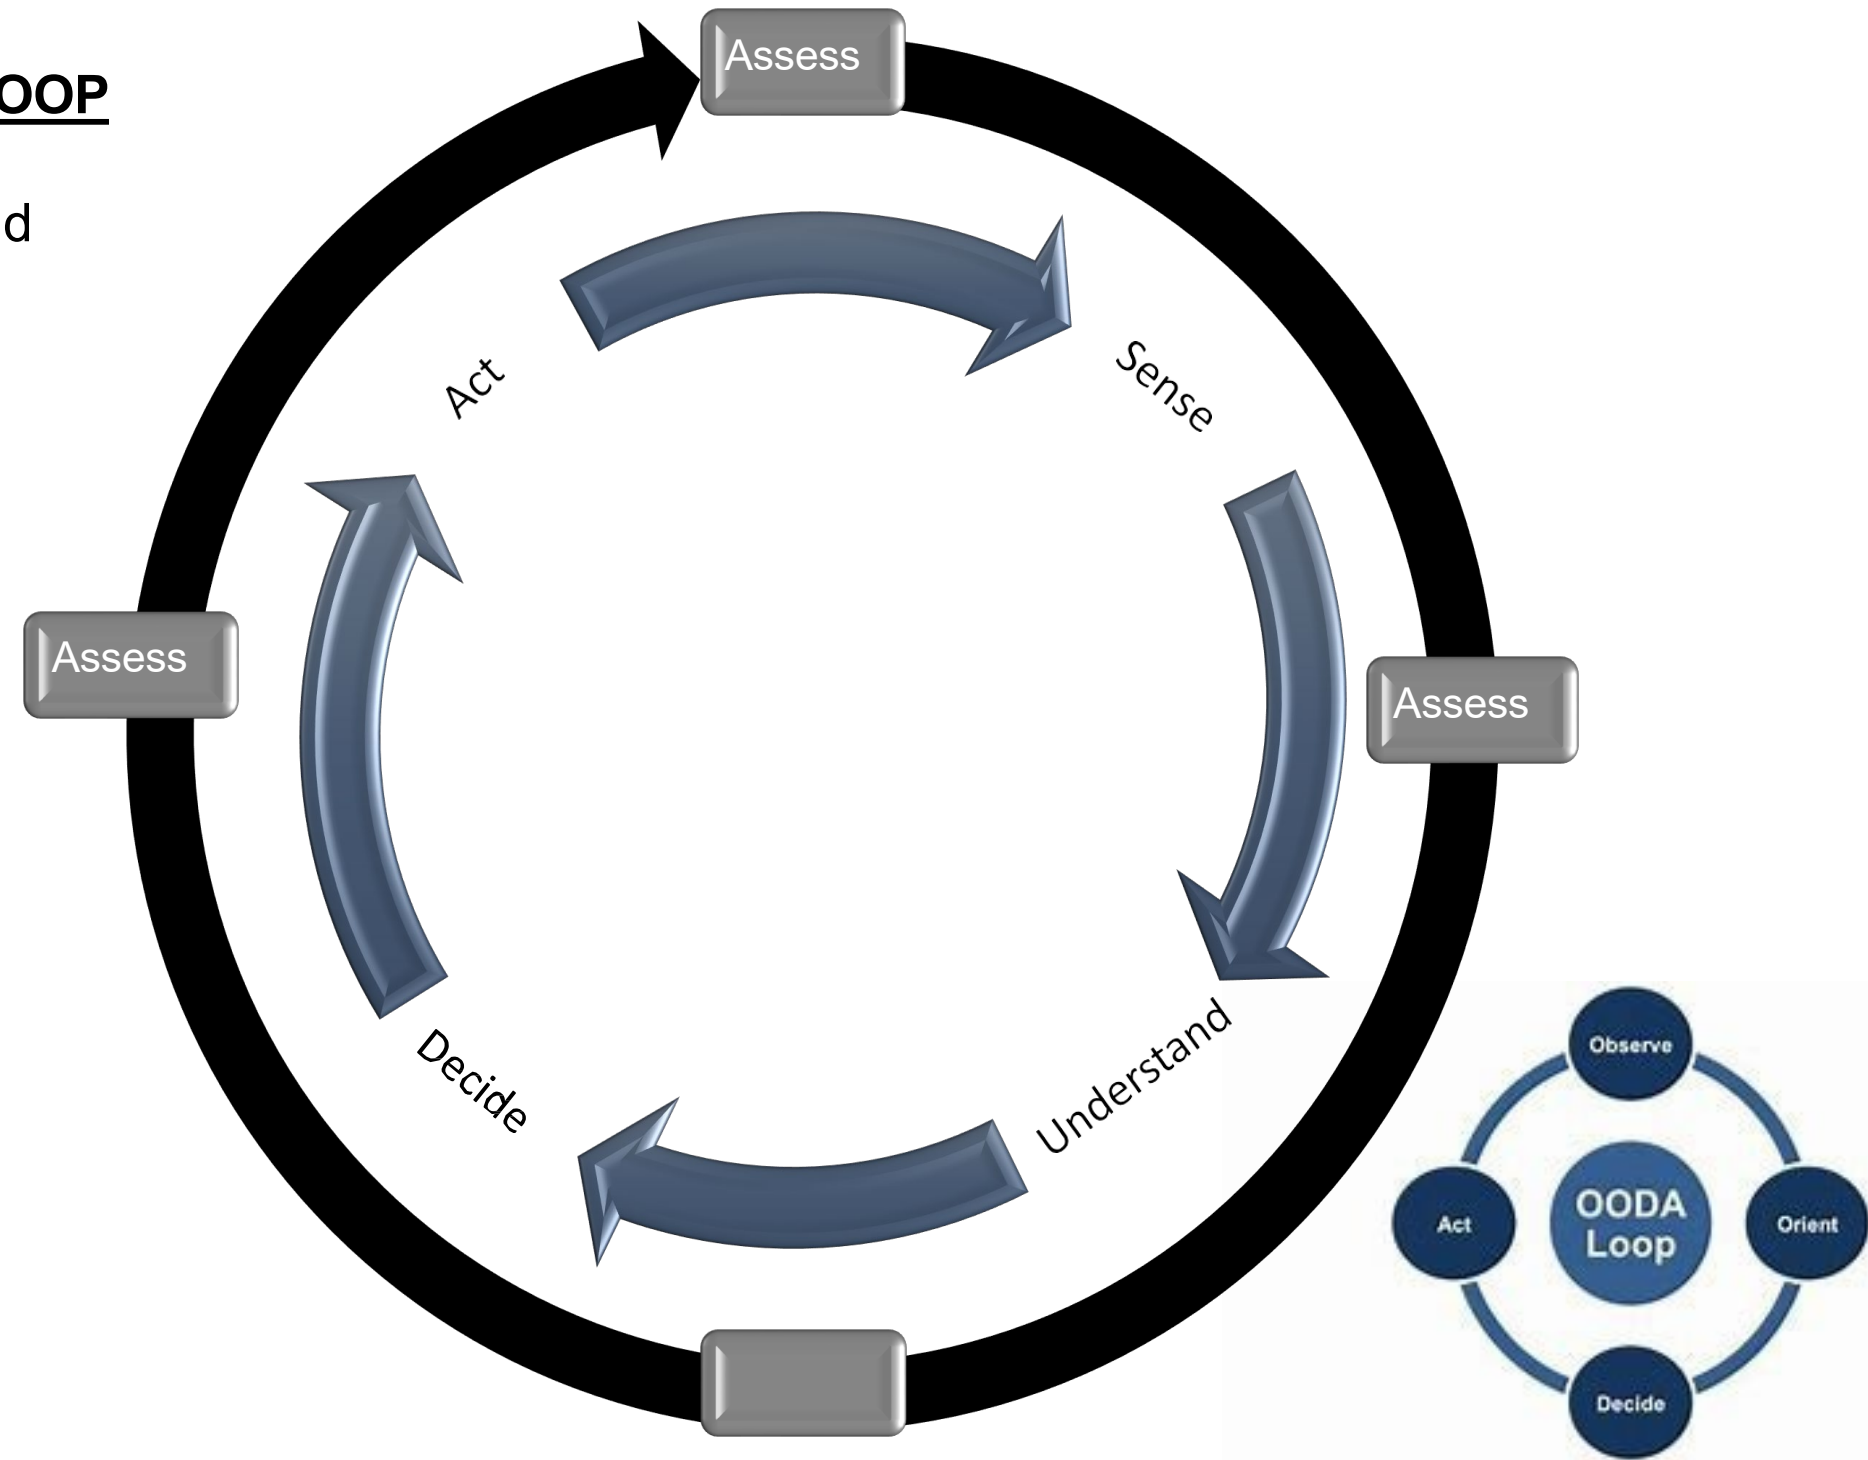 Assess
OOP
d
Act
Sense
Assess
Assess
Decide
Understand
Observe
Act
OODA
Loop
Orient
Decide